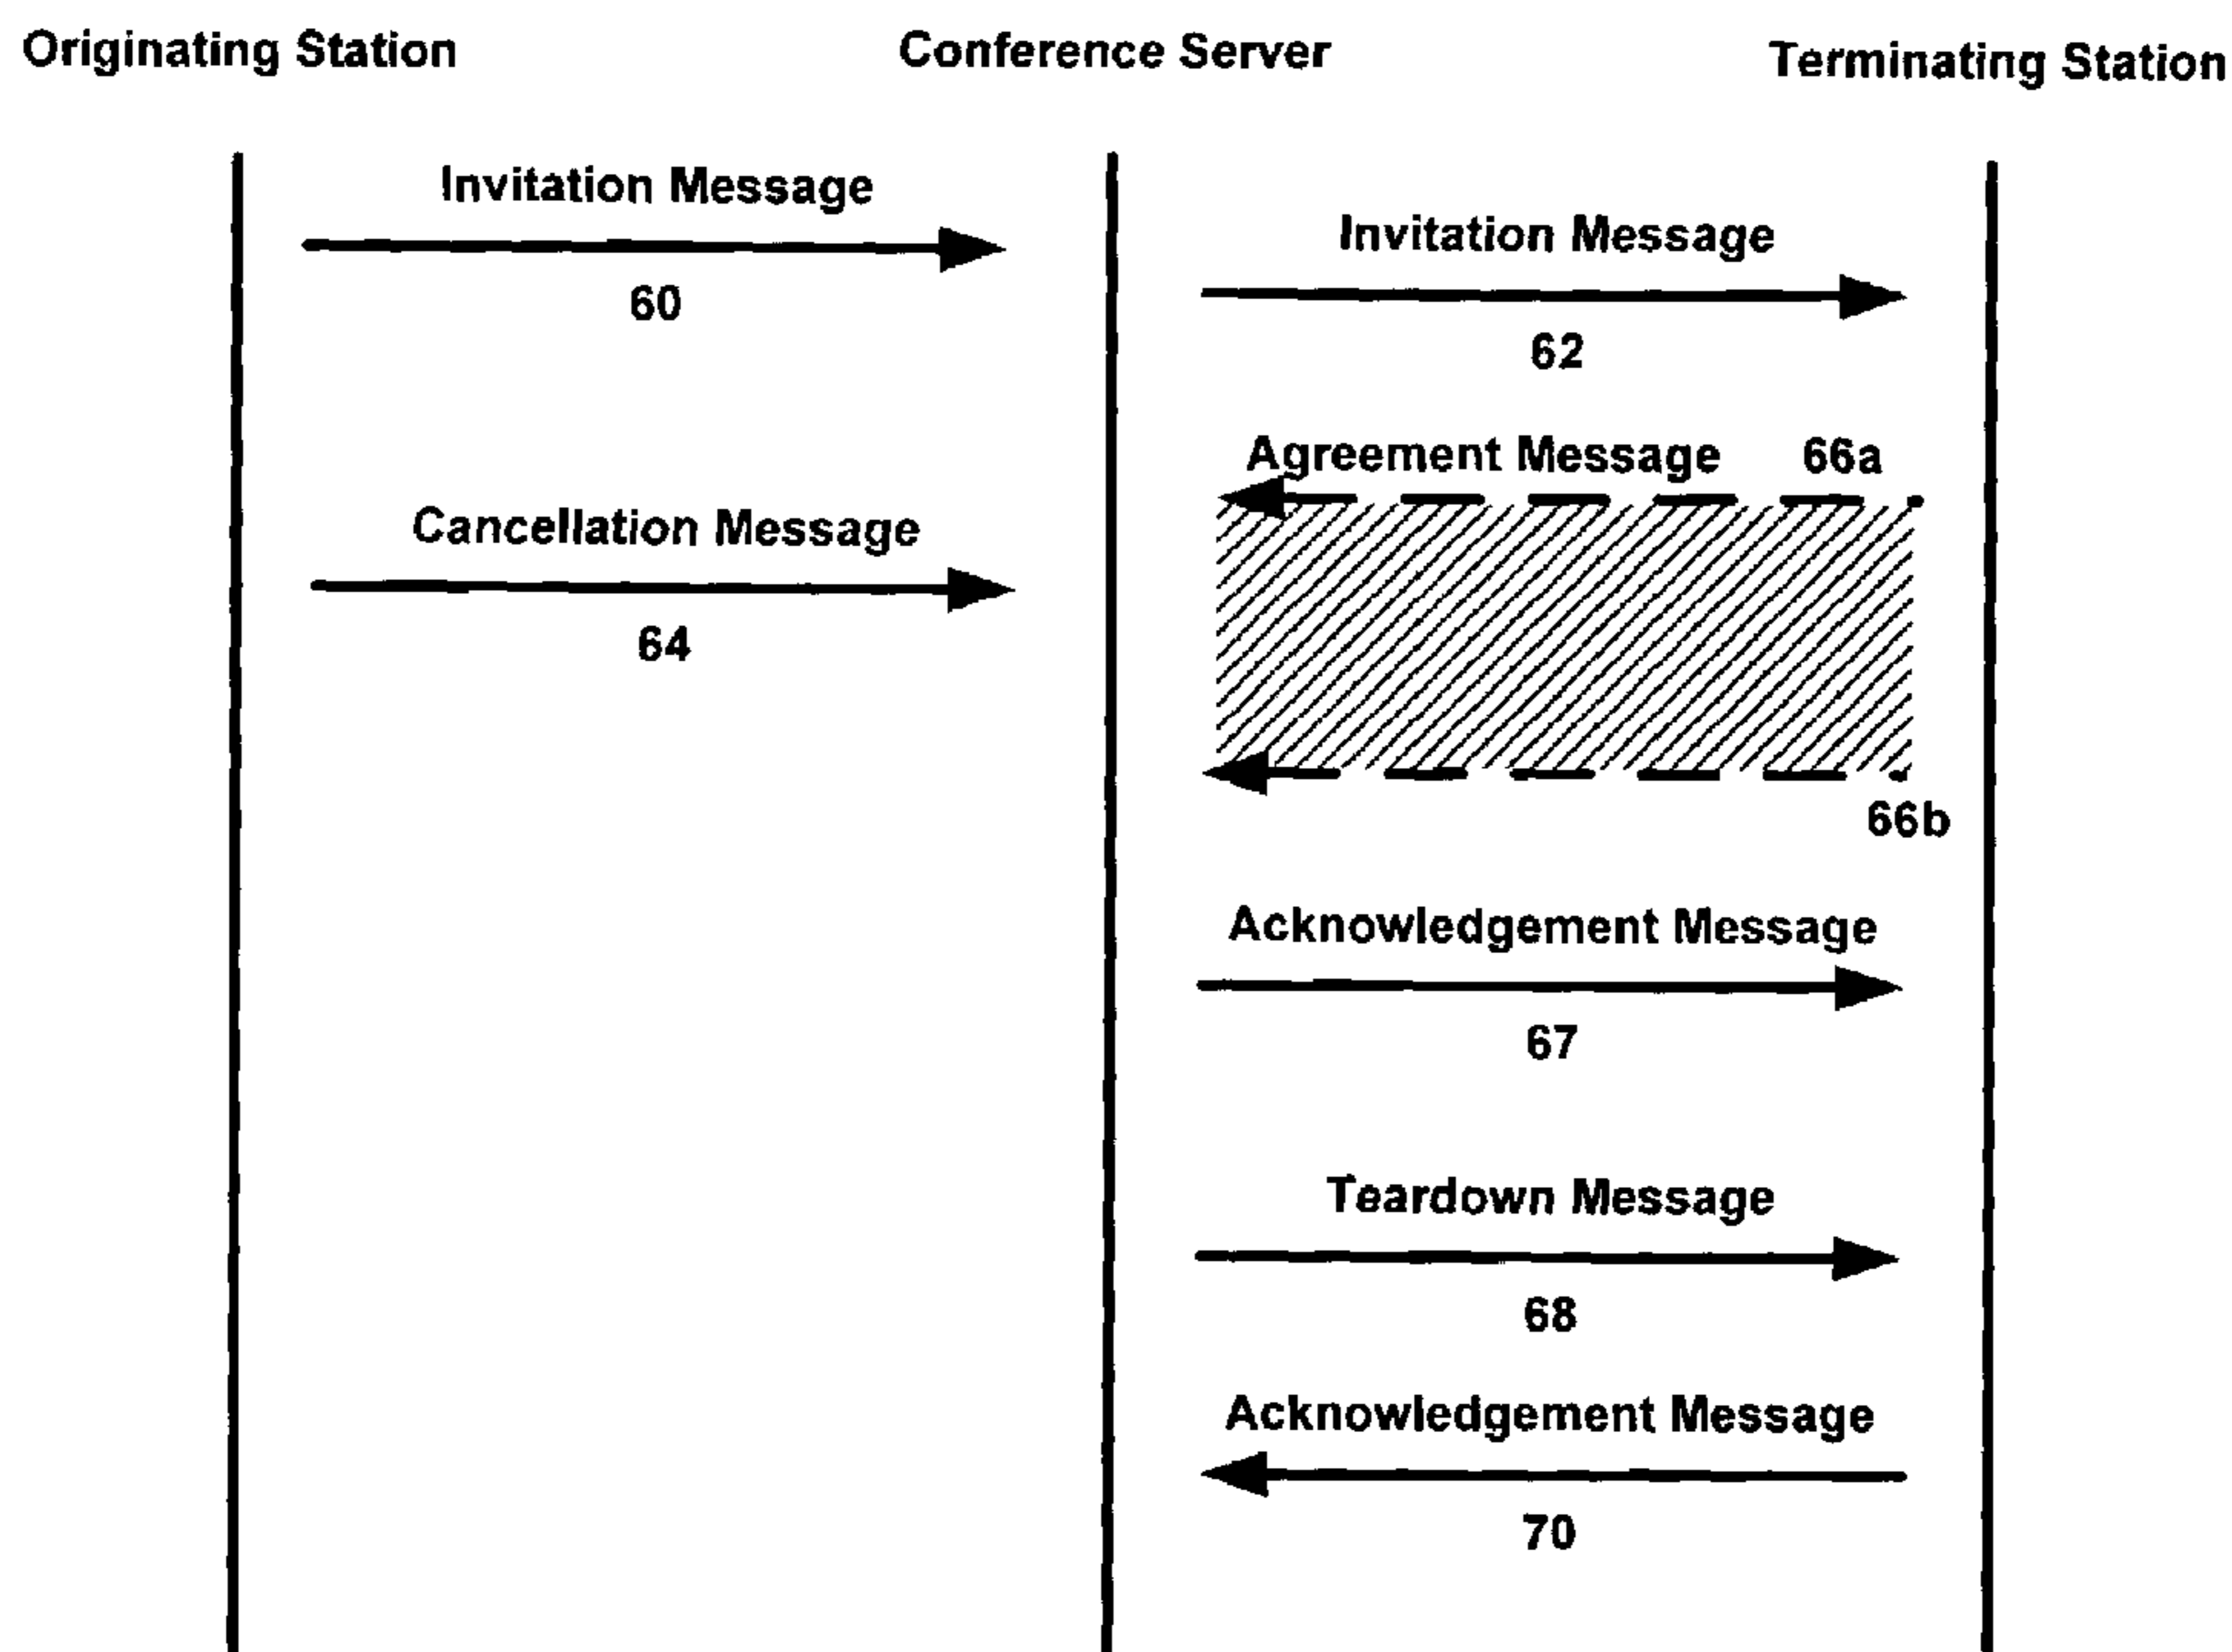 Originating Station
Conference Server
Terminating Station
Invitation Message
60
Invitation Message
62
Agreement Message 66a
Cancellation Message
64
66b
Acknowledgement Message
67
Teardown Message
68
Acknowledgement Message
70